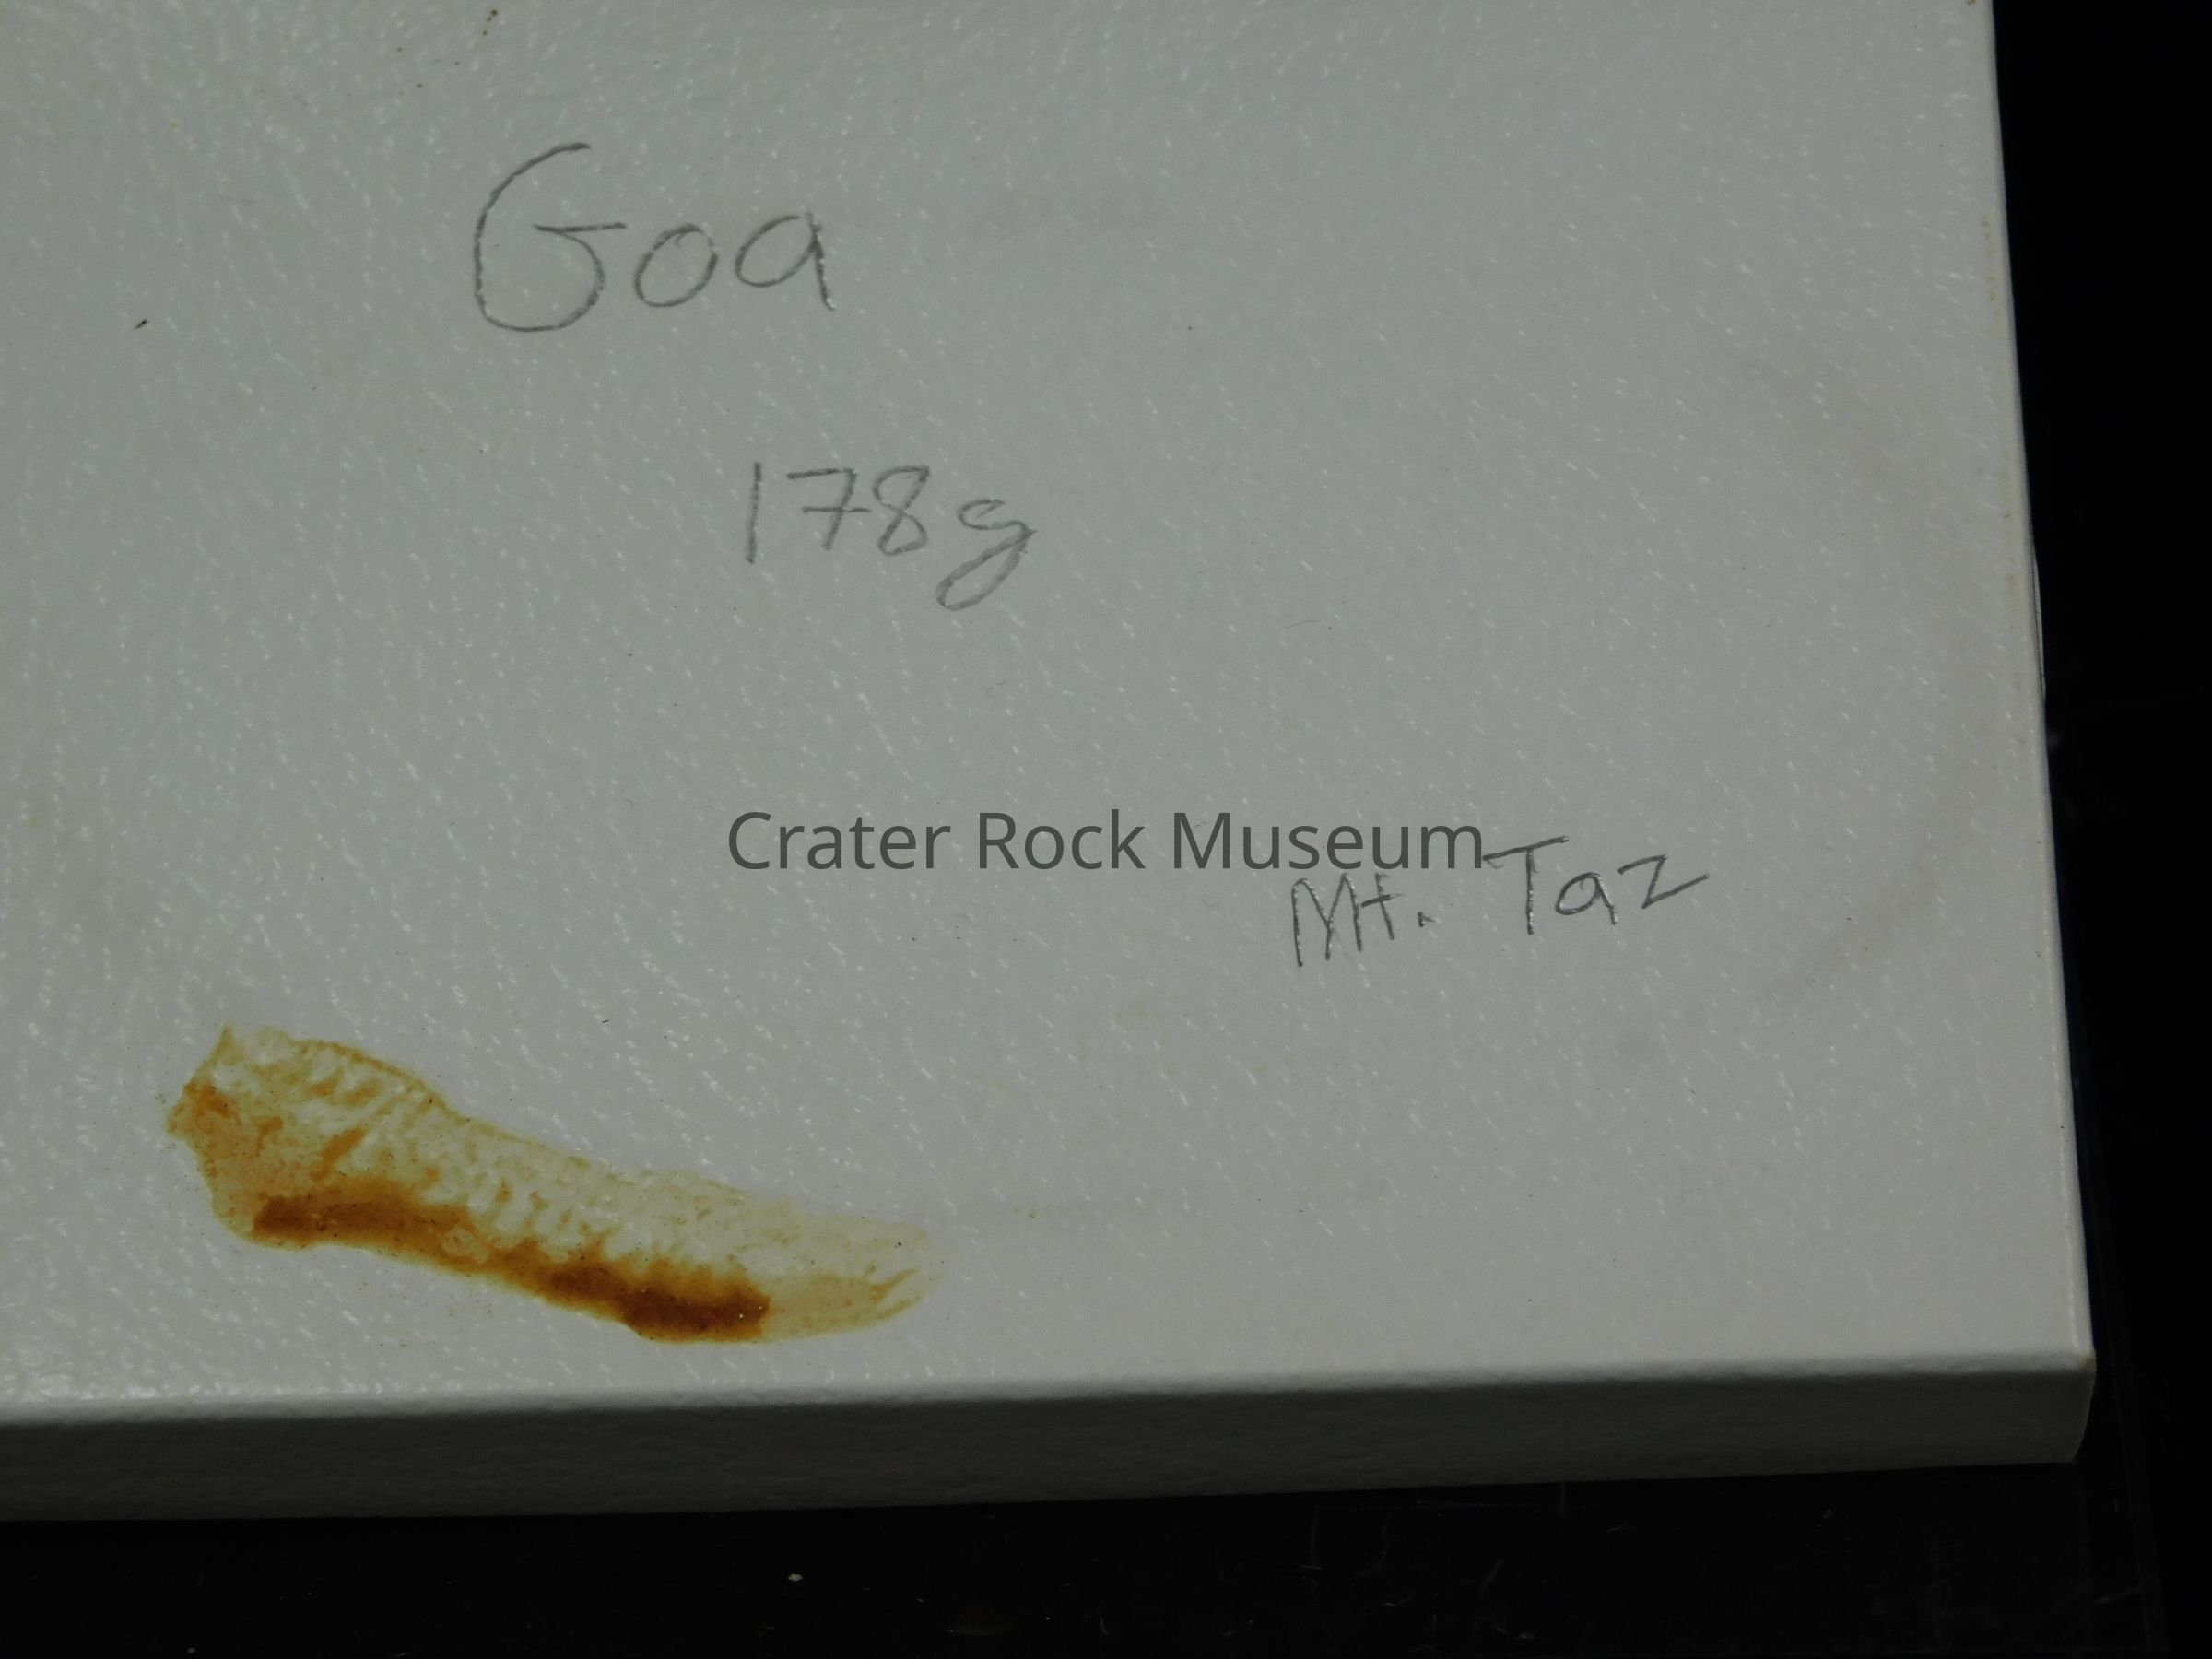 Goa
178g
Crater Rock Museum
Mt. Taz